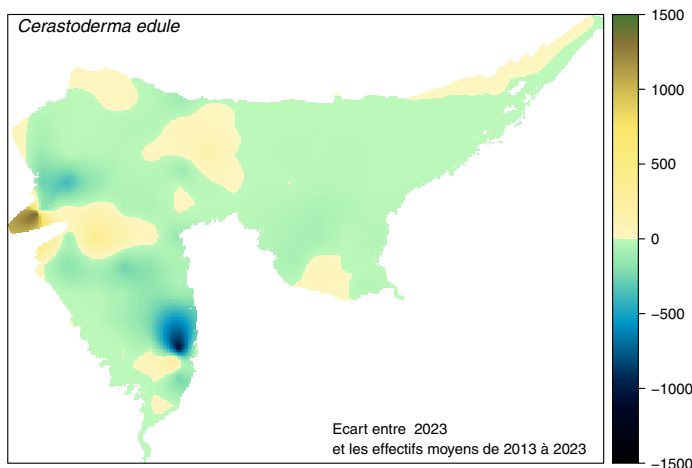 Cerastoderma edule
Ecart entre 2023
et les effectifs moyens de 2013 à 2023
1500
1000
500
0
−500
−1000
−1500